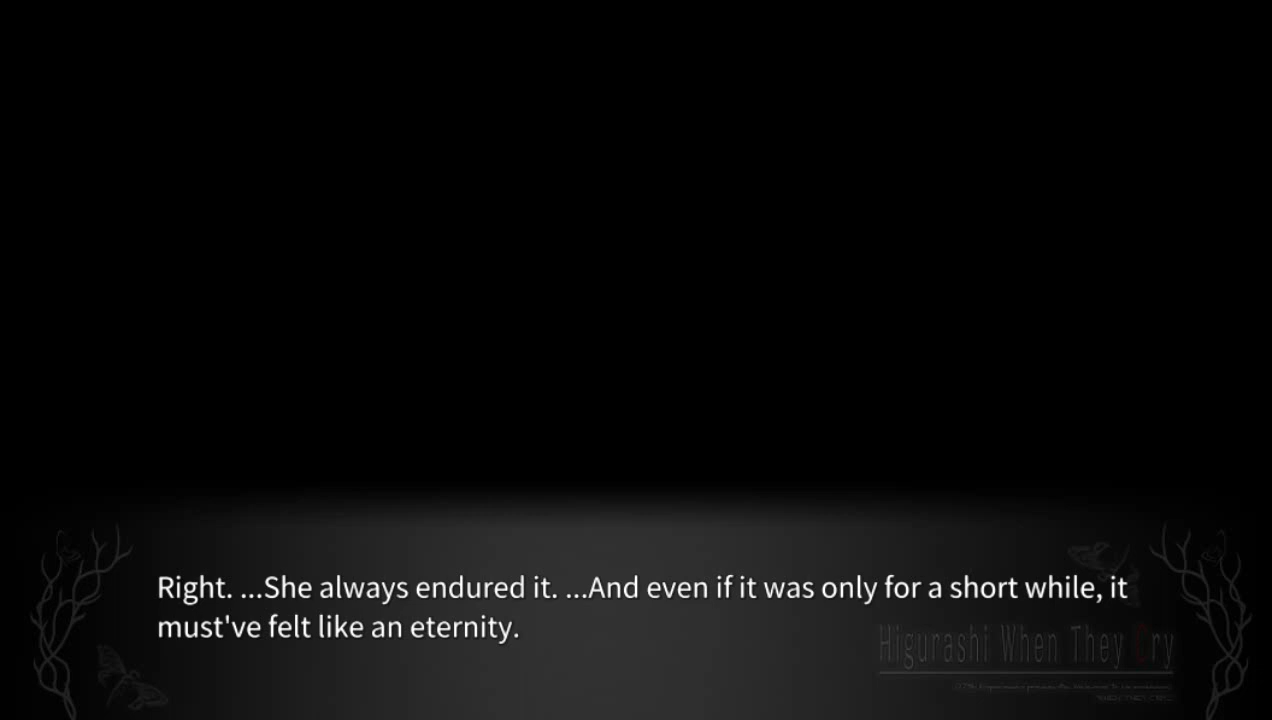 Right. ...She always endured it. ...And even if it was only for a short while, it
must've felt like an eternity.
Higurashi When They Cry